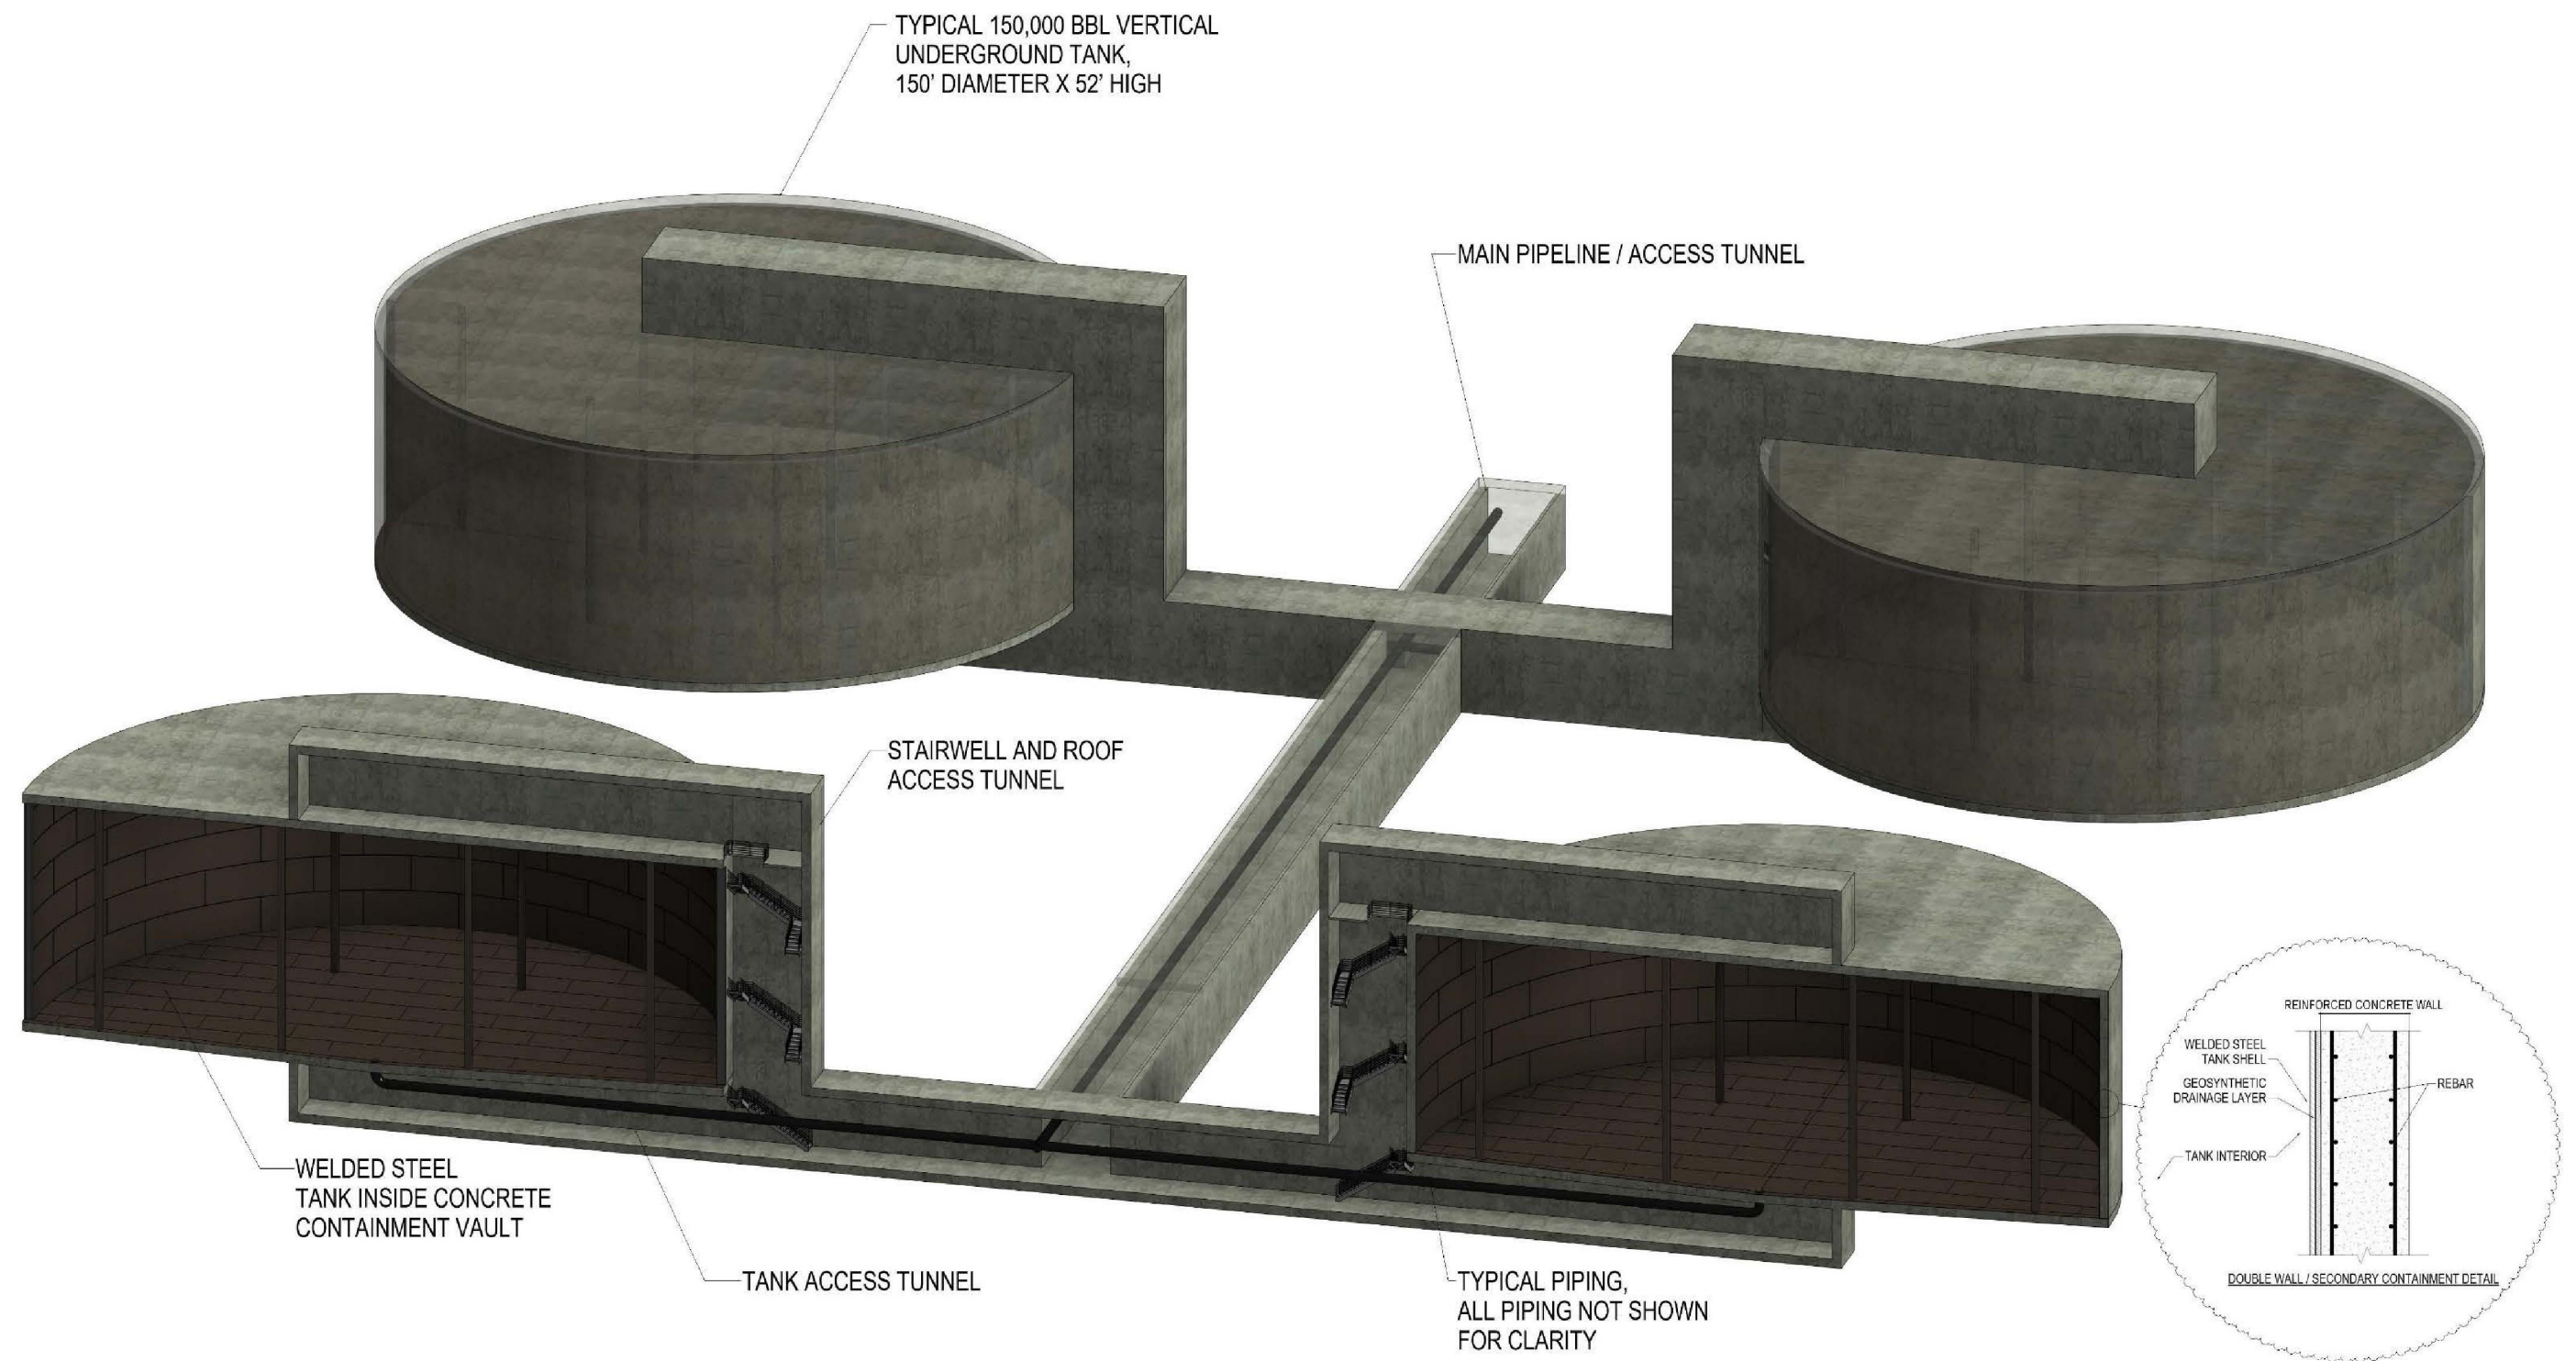 TYPICAL 150,000 BBL VERTICAL
UNDERGROUND TANK,
150' DIAMETER X 52' HIGH
MAIN PIPELINE / ACCESS TUNNEL
STAIRWELL AND ROOF
ACCESS TUNNEL
WELDED STEEL
TANK INSIDE CONCRETE
CONTAINMENT VAULT
TANK ACCESS TUNNEL
TYPICAL PIPING,
ALL PIPING NOT SHOWN
FOR CLARITY
REINFORCED CONCRETE WALL
WELDED STEEL
TANK SHELL
GEOSYNTHETIC
DRAINAGE LAYER
REBAR
TANK INTERIOR
DOUBLE WALL / SECONDARY CONTAINMENT DETAIL